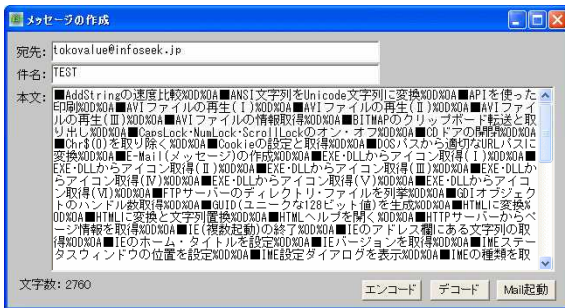 メッセージの作成
宛先: tokovalue@infoseek.jp
件名: TEST
本文: ■AddStringの速度比較%0D%0A■ANSI文字列をUnicode文字列に変換%0D%0A■APIを使った
印刷%0D%0A■AVIファイルの再生(Ⅰ)%0D%0A■AVIファイルの再生(Ⅱ)%0D%0A■AVIファイ
ルの再生(Ⅲ)%0D%0A■AVIファイルの情報取得%0D%0A■BITMAPのクリップボード転送と取
り出し%0D%0A■CapsLock･NumLock･ScrollLockのオン・オフ%0D%0A■CDドアの開閉%0D%0A
■Chr$(0)を取り除く%0D%0A■Cookieの設定と取得%0D%0A■DOSパスから適切なURLパスに
変換%0D%0A■E-Mail(メッセージ)の作成%0D%0A■EXE･DLLからアイコン取得(Ⅰ)%0D%0A■
EXE･DLLからアイコン取得(Ⅱ)%0D%0A■EXE･DLLからアイコン取得(Ⅲ)%0D%0A■EXE･DLLか
らアイコン取得(Ⅳ)%0D%0A■EXE･DLLからアイコン取得(Ⅴ)%0D%0A■EXE･DLLからアイコ
ン取得(Ⅵ)%0D%0A■FTPサーバーのディレクトリ・ファイルを列挙%0D%0A■GDIオブジェク
トのハンドル数取得%0D%0A■GUID(ユニークな128ビット値)を生成%0D%0A■HTMLに変換%
0D%0A■HTMLに変換と文字列置換%0D%0A■HTMLヘルプを開く%0D%0A■HTTPサーバーからペ
ージ情報を取得%0D%0A■IE(複数起動)の終了%0D%0A■IEのアドレス欄にある文字列の取
得%0D%0A■IEのホーム・タイトルを設定%0D%0A■IEバージョンを取得%0D%0A■IMEステー
タスウィンドウの位置を設定%0D%0A■IME設定ダイアログを表示%0D%0A■IMEの種類を取
文字数: 2760
エンコード デコード Mail起動